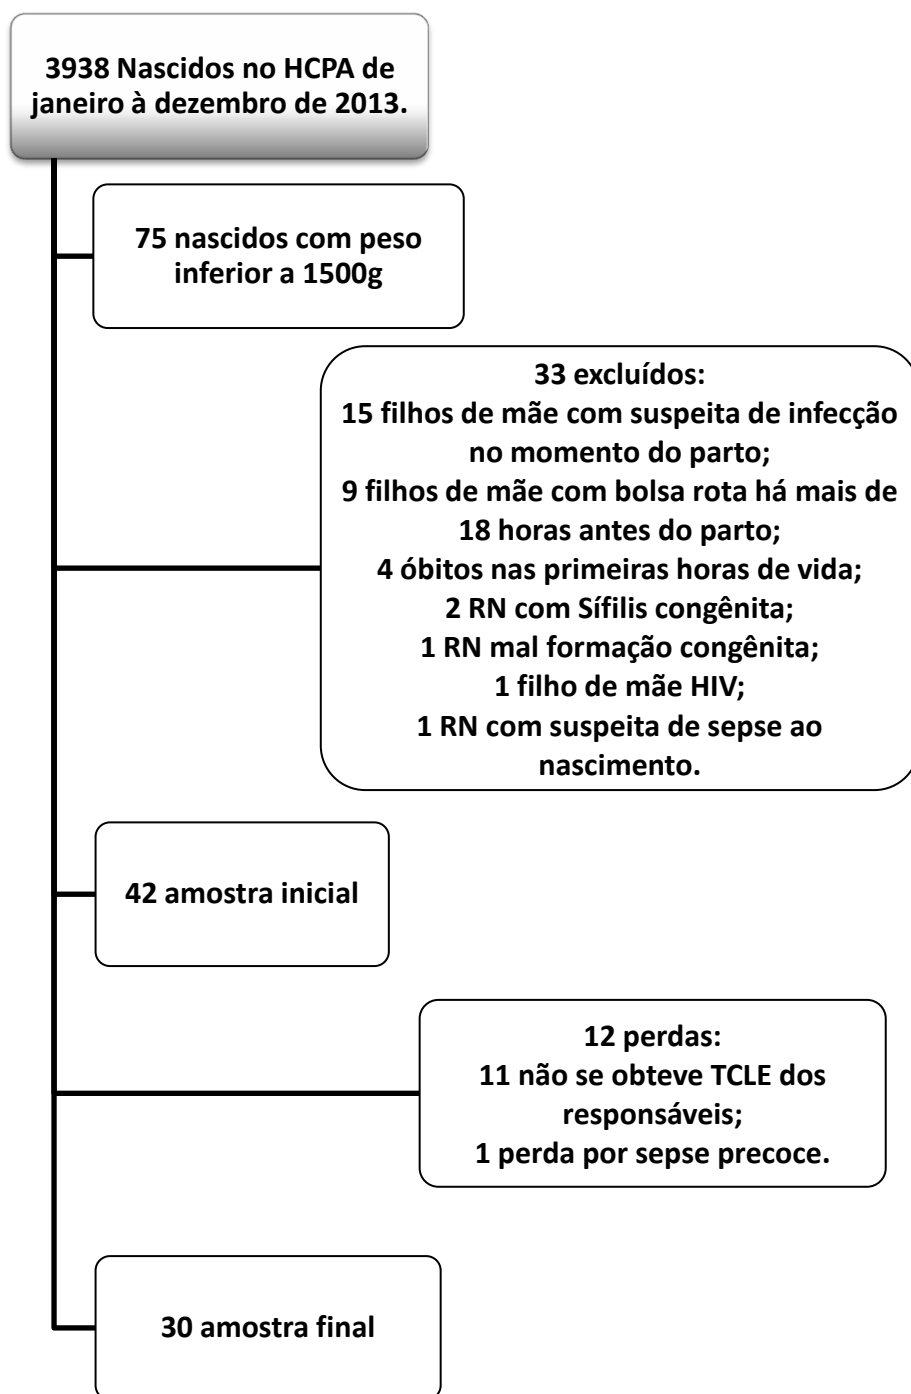 3938 Nascidos no HCPA de
janeiro à dezembro de 2013.
75 nascidos com peso
inferior a 1500g
33 excluídos:
15 filhos de mãe com suspeita de infecção
no momento do parto;
9 filhos de mãe com bolsa rota há mais de
18 horas antes do parto;
4 óbitos nas primeiras horas de vida;
2 RN com Sífilis congênita;
1 RN mal formação congênita;
1 filho de mãe HIV;
1 RN com suspeita de sepse ao
nascimento.
42 amostra inicial
12 perdas:
11 não se obteve TCLE dos
responsáveis;
1 perda por sepse precoce.
30 amostra final